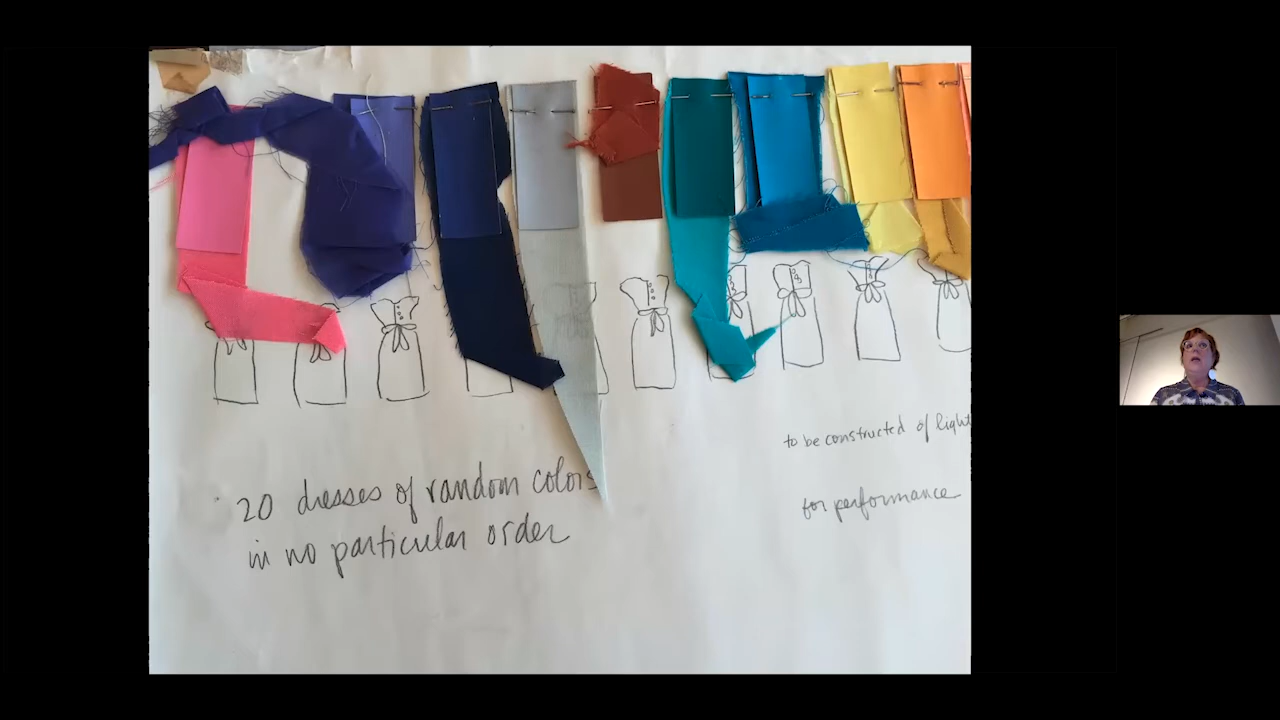 20 dresses of random colors
in no particular order
to be constructed of light
for performance